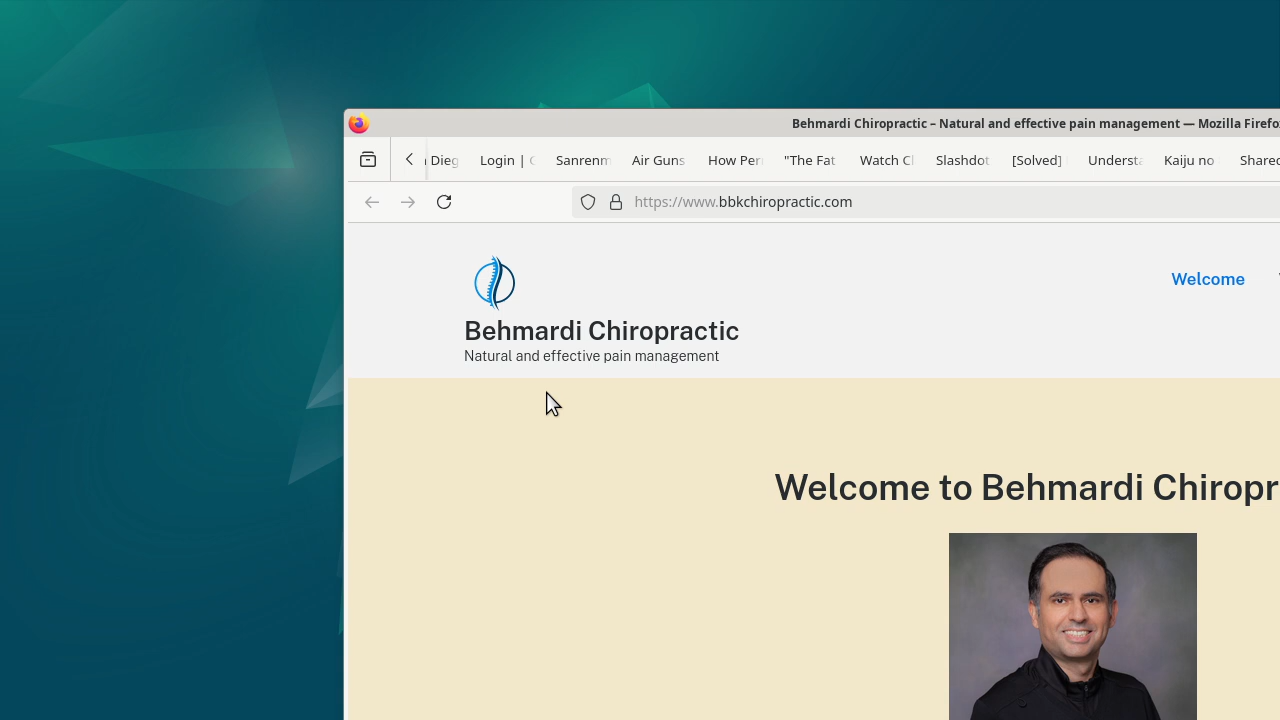 Behmardi Chiropractic – Natural and effective pain management — Mozilla Firefo
Dieg Login | Sanrenm Air Guns How Per "The Fat Watch Cl Slashdot [Solved] Understa Kaiju no Shared
https://www.bbkchiropractic.com
Welcome
Behmardi Chiropractic
Natural and effective pain management
Welcome to Behmardi Chiropr